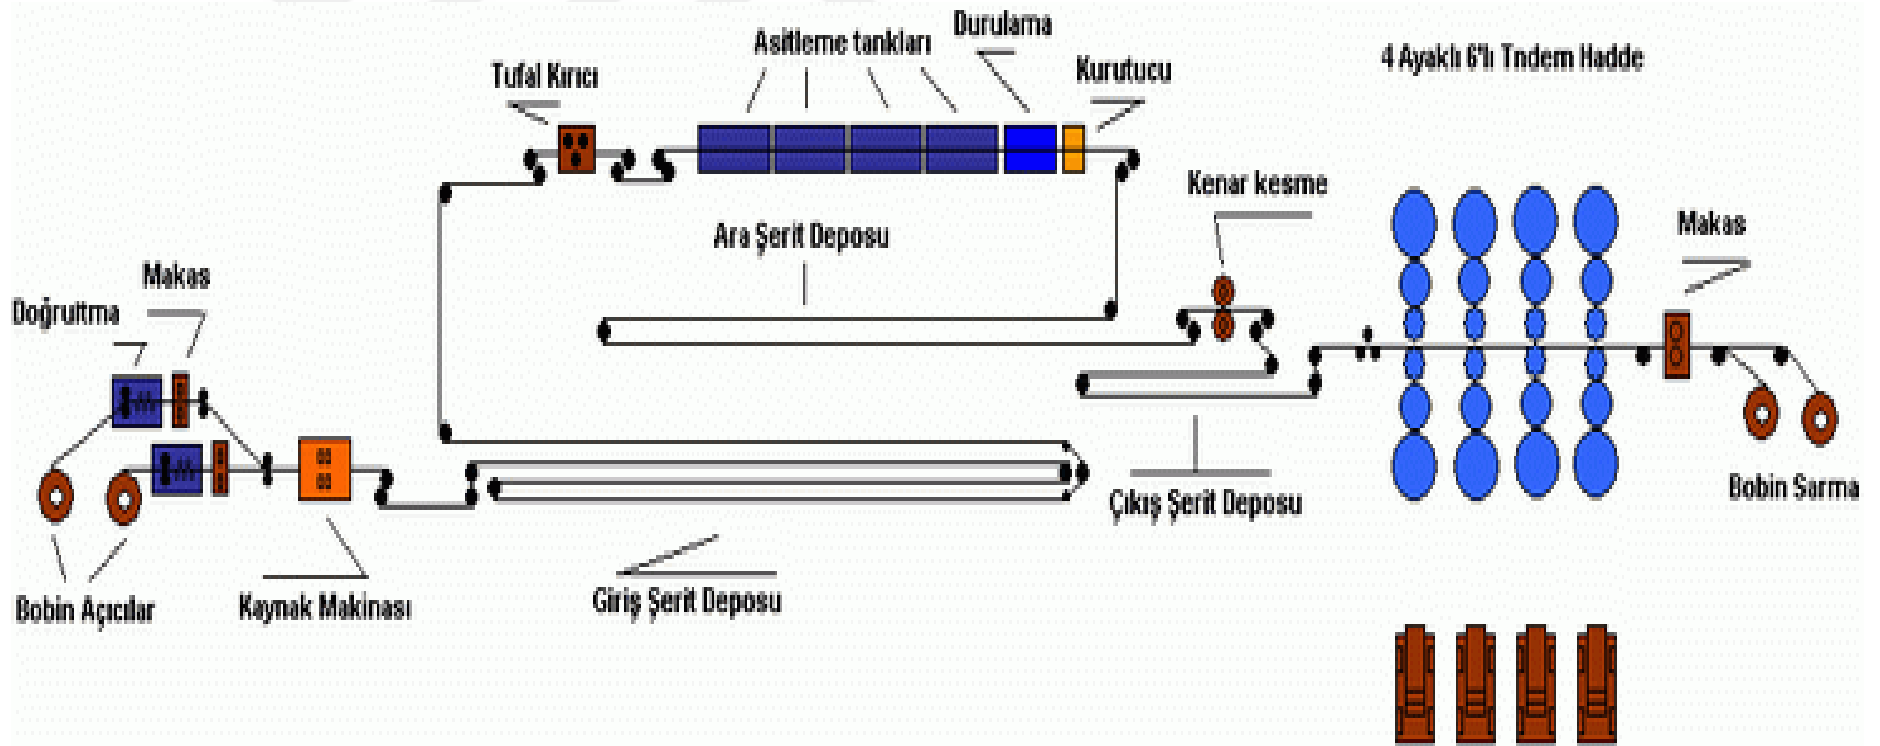 Durulama
Asitleme tankları
4 Ayaklı 6'lı Tndem Hadde
Tufal Kırıcı
Kurutucu
Kenar kesme
Ara Şerit Deposu
Makas
Makas
Doğrultma
Bobin Sarma
Çıkış Şerit Deposu
Bobin Açıcılar
Kaynak Makinası
Giriş Şerit Deposu